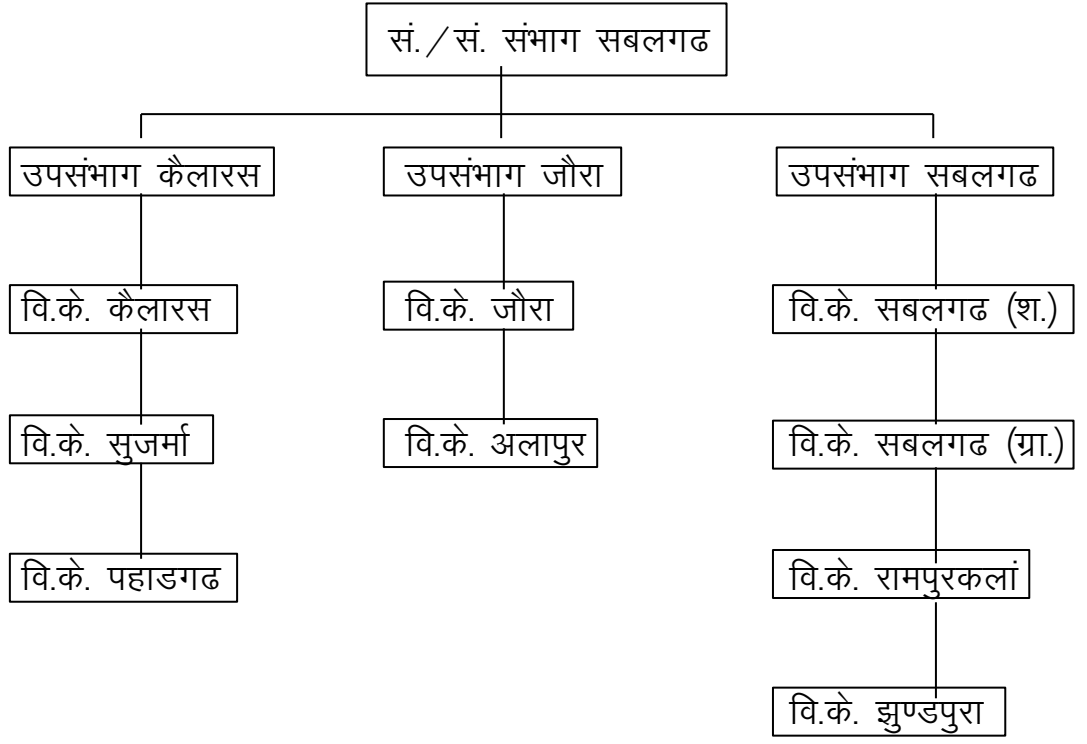 सं./सं. संभाग सबलगढ
उपसंभाग कैलारस
उपसंभाग जौरा
उपसंभाग सबलगढ
वि.के. कैलारस
वि.के. जौरा
वि.के. सबलगढ (श.)
वि.के. सुजर्मा
वि.के. अलापुर
वि.के. सबलगढ (ग्रा.)
वि.के. पहाडगढ
वि.के. रामपुरकलां
वि.के. झुण्डपुरा